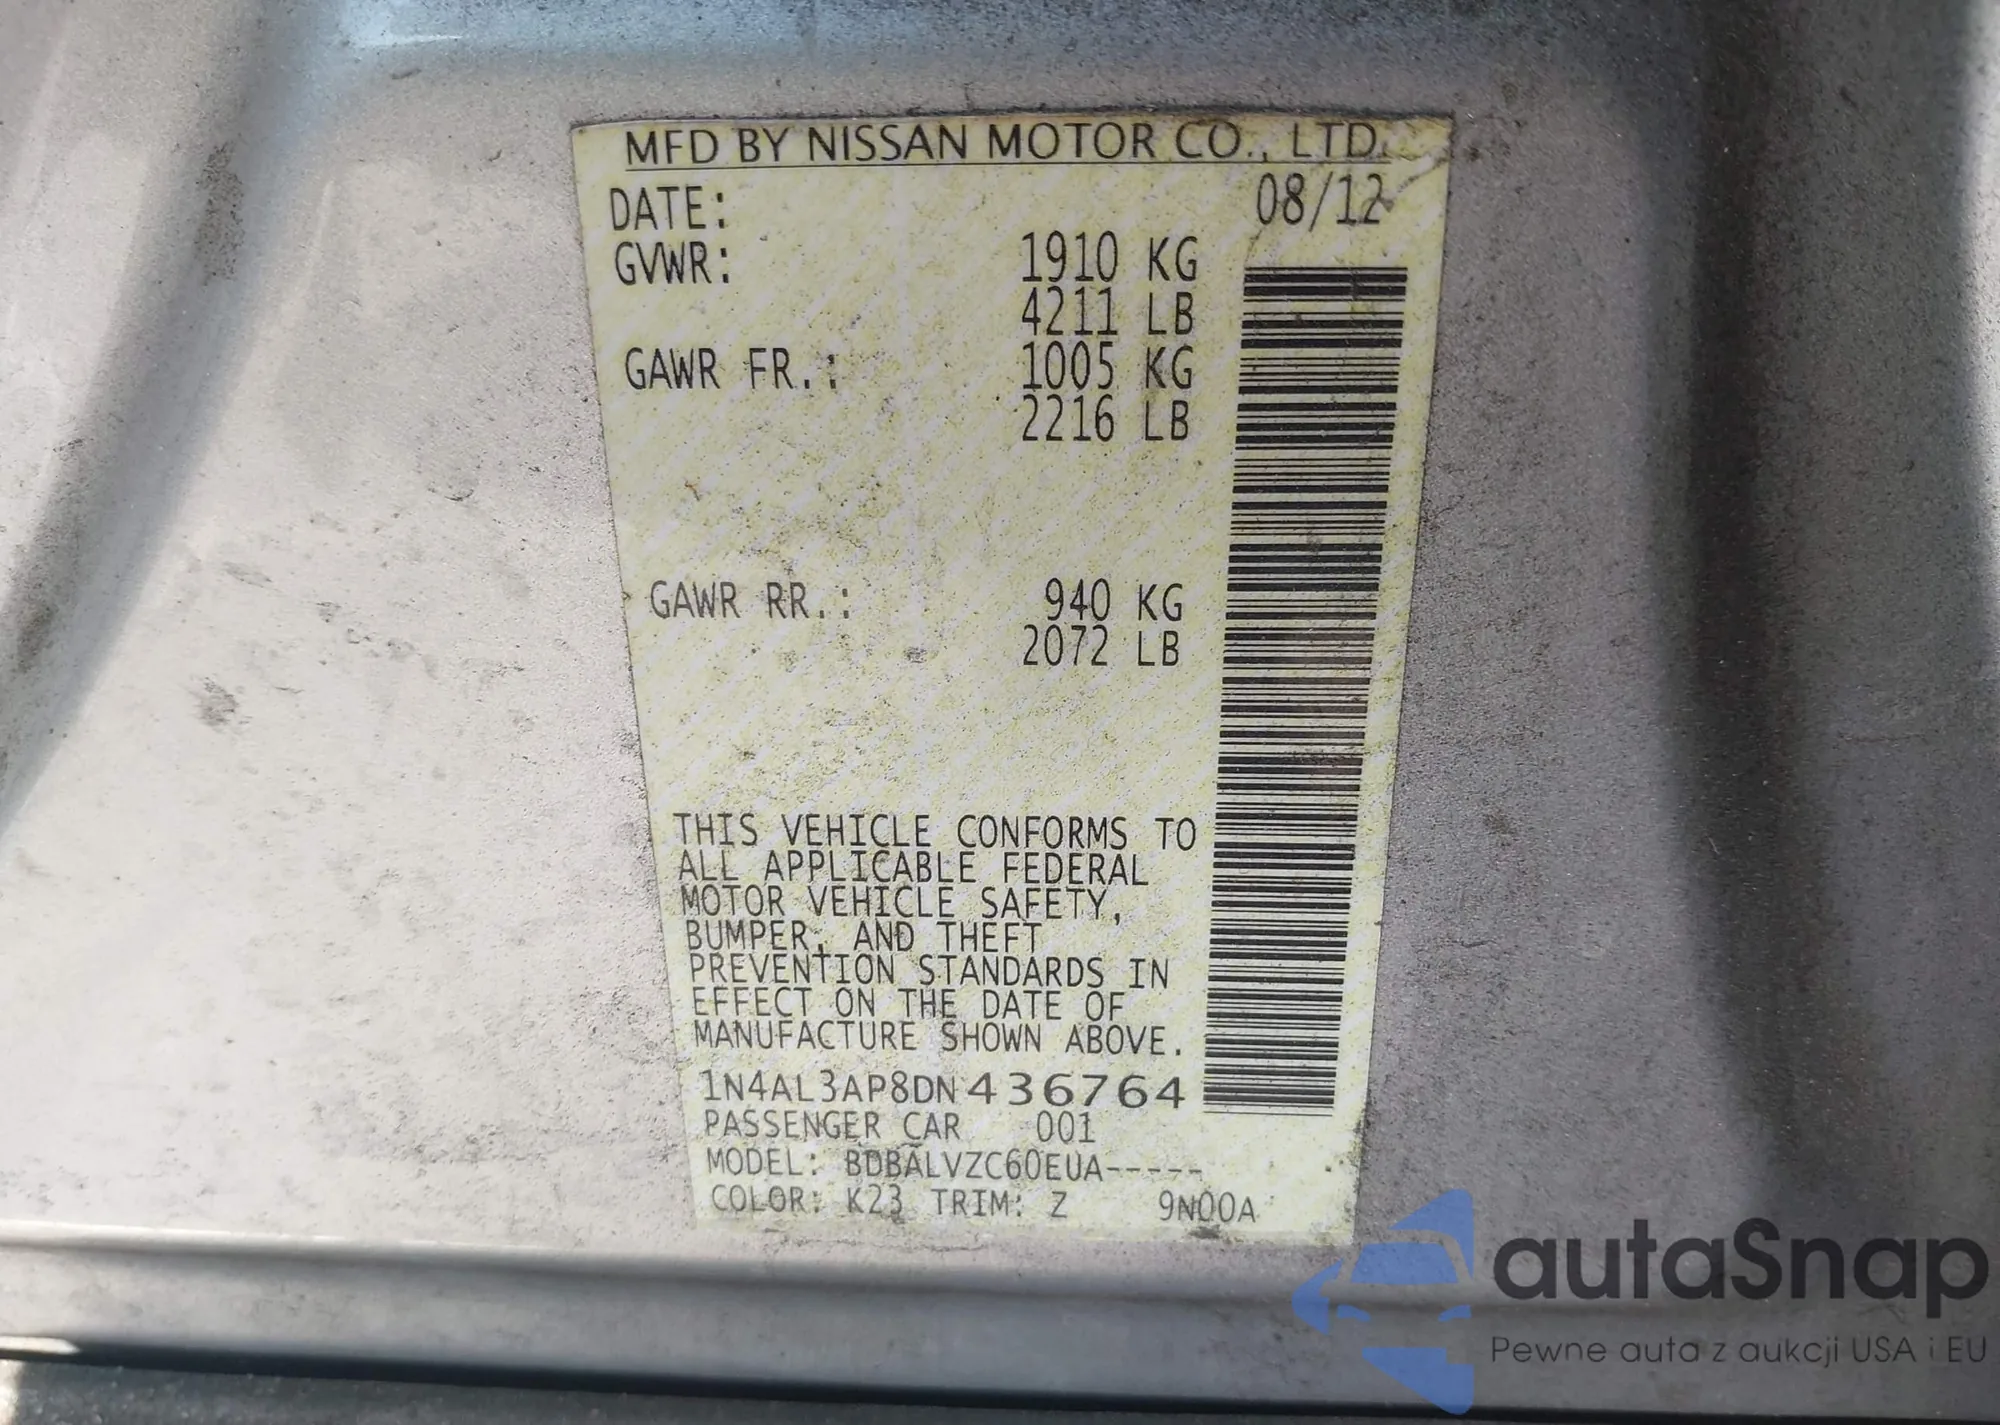 MFD BY NISSAN MOTOR CO., LTD.
DATE: 08/12
GVWR: 1910 KG
4211 LB
GAWR FR.: 1005 KG
2216 LB
GAWR RR.: 940 KG
2072 LB
THIS VEHICLE CONFORMS TO
ALL APPLICABLE FEDERAL
MOTOR VEHICLE SAFETY,
BUMPER, AND THEFT
PREVENTION STANDARDS IN
EFFECT ON THE DATE OF
MANUFACTURE SHOWN ABOVE.
1N4AL3AP8DN436764
PASSENGER CAR 001
MODEL: BDBALVZC60EUA-----
COLOR: K23 TRIM: Z 9N00A
autaSnap
Pewne auta z aukcji USA i EU